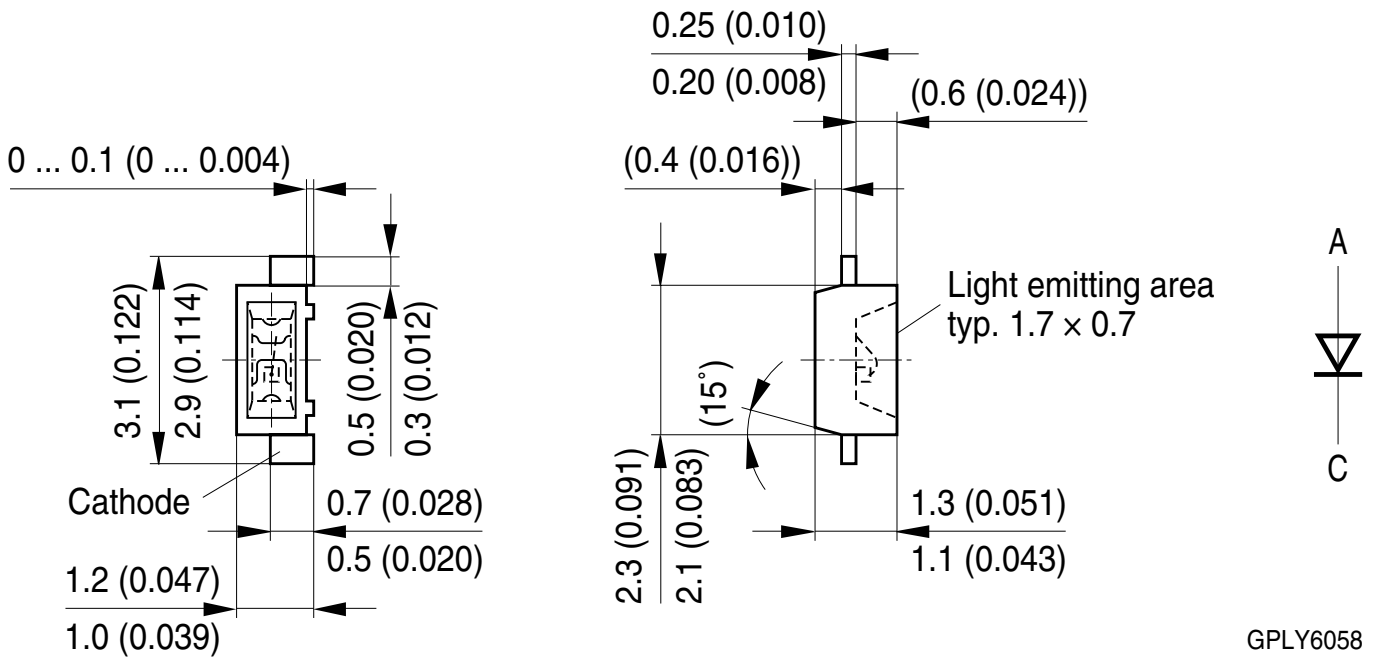 0.25 (0.010)
0.20 (0.008)
(0.6 (0.024))
0 ... 0.1 (0 ... 0.004)
(0.4 (0.016))
3.1 (0.122)
2.9 (0.114)
0.5 (0.020)
0.3 (0.012)
Light emitting area
typ. 1.7 × 0.7
(15°)
A
C
Cathode
0.7 (0.028)
0.5 (0.020)
2.3 (0.091)
2.1 (0.083)
1.3 (0.051)
1.1 (0.043)
1.2 (0.047)
1.0 (0.039)
GPLY6058